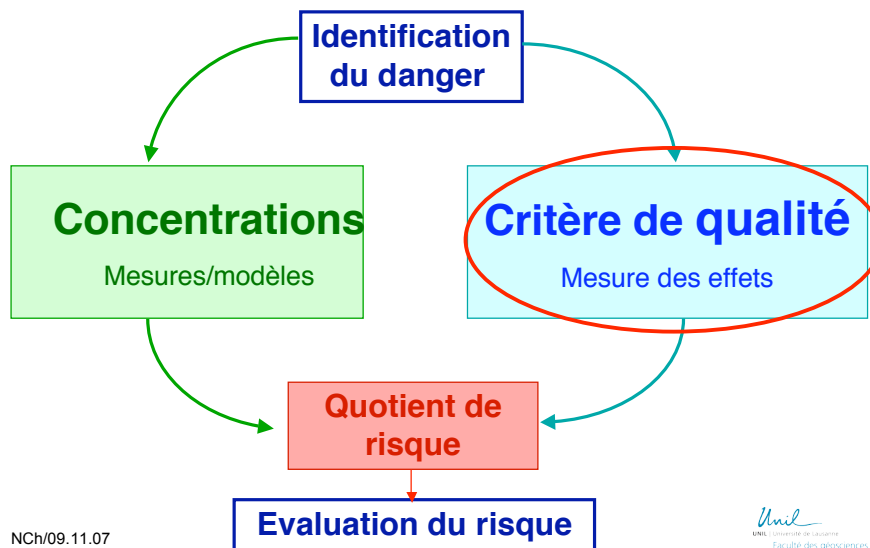 Identification
du danger
Concentrations
Mesures/modèles
Critère de qualité
Mesure des effets
Quotient de
risque
Evaluation du risque
NCh/09.11.07
Unil
UNIL | Université de Lausanne
Faculté des géosciences